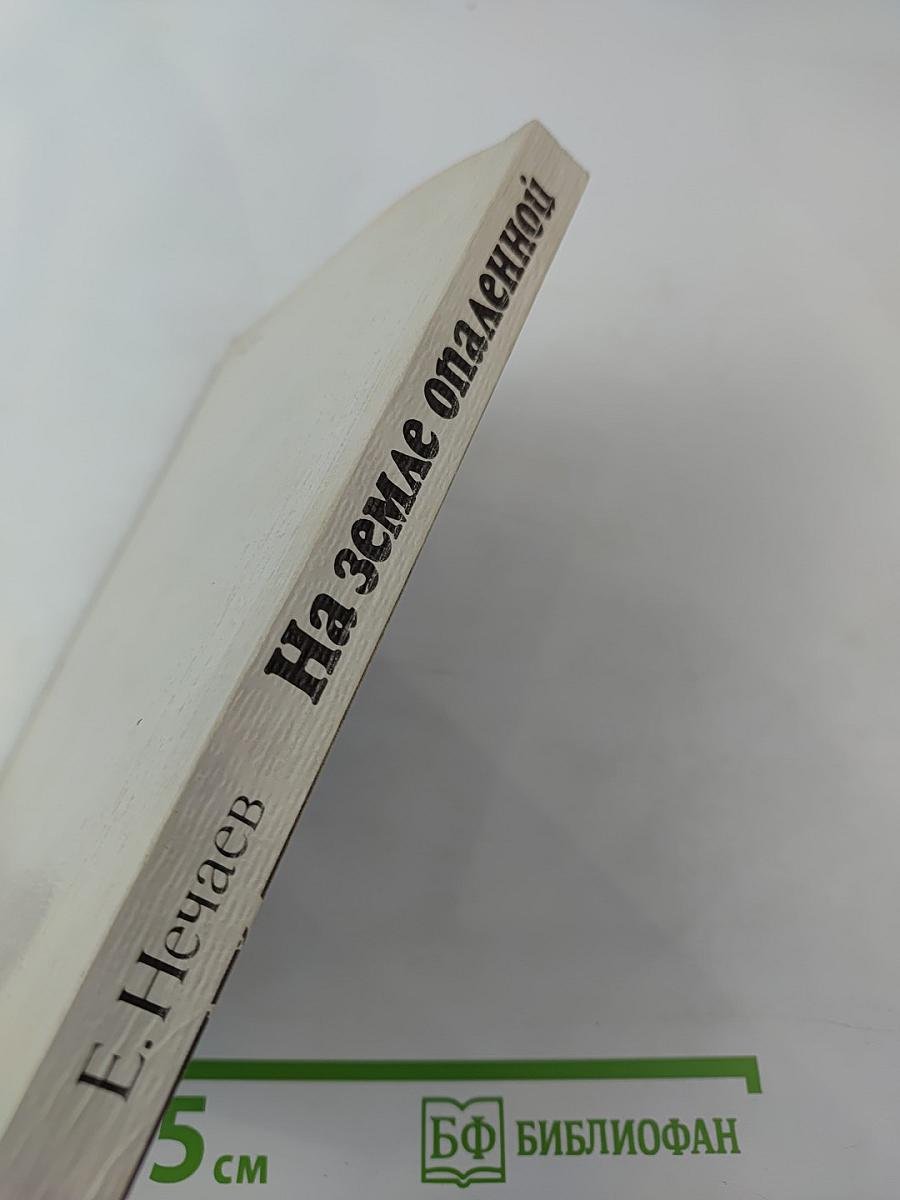 Е. Нечаев На земле опаленной
5 см
БФ БИБЛИОФАН